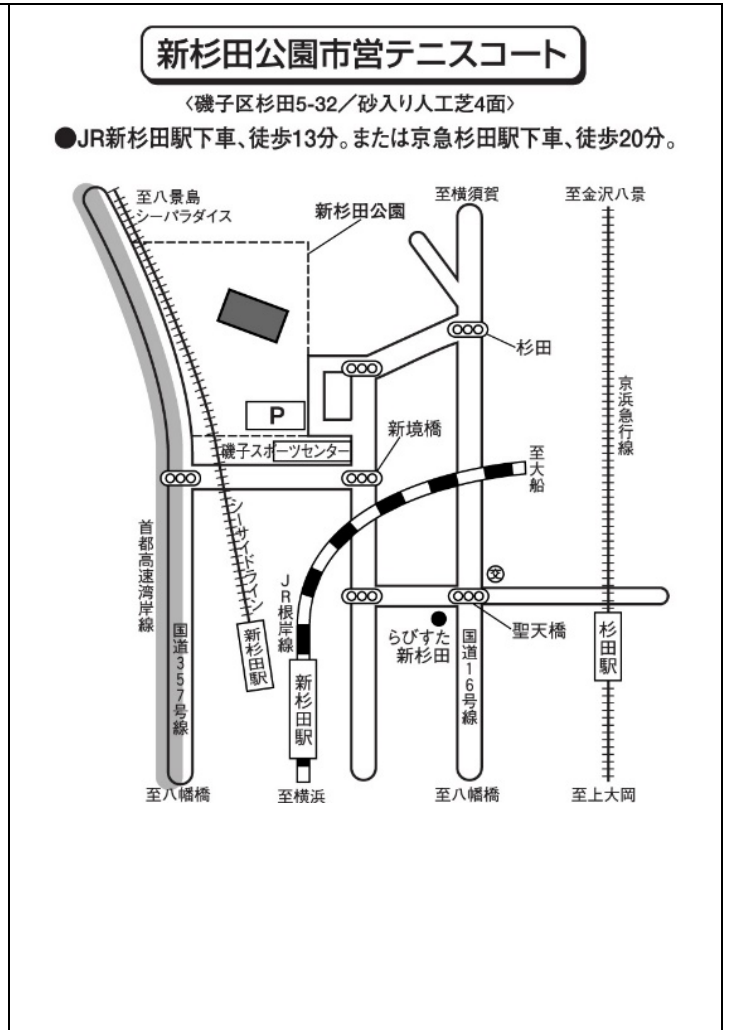 新杉田公園市営テニスコート
〈磯子区杉田5-32／砂入り人工芝4面〉
●JR新杉田駅下車、徒歩13分。または京急杉田駅下車、徒歩20分。
至八景島
シーパラダイス
新杉田公園
至横須賀
至金沢八景
杉田
京浜急行線
P
新境橋
磯子スポーツセンター
至大船
首都高速湾岸線
シーサイドライン
JR根岸線
交
聖天橋
らびすた
新杉田
国道357号線
新杉田駅
新杉田駅
国道16号線
杉田駅
至八幡橋
至横浜
至八幡橋
至上大岡